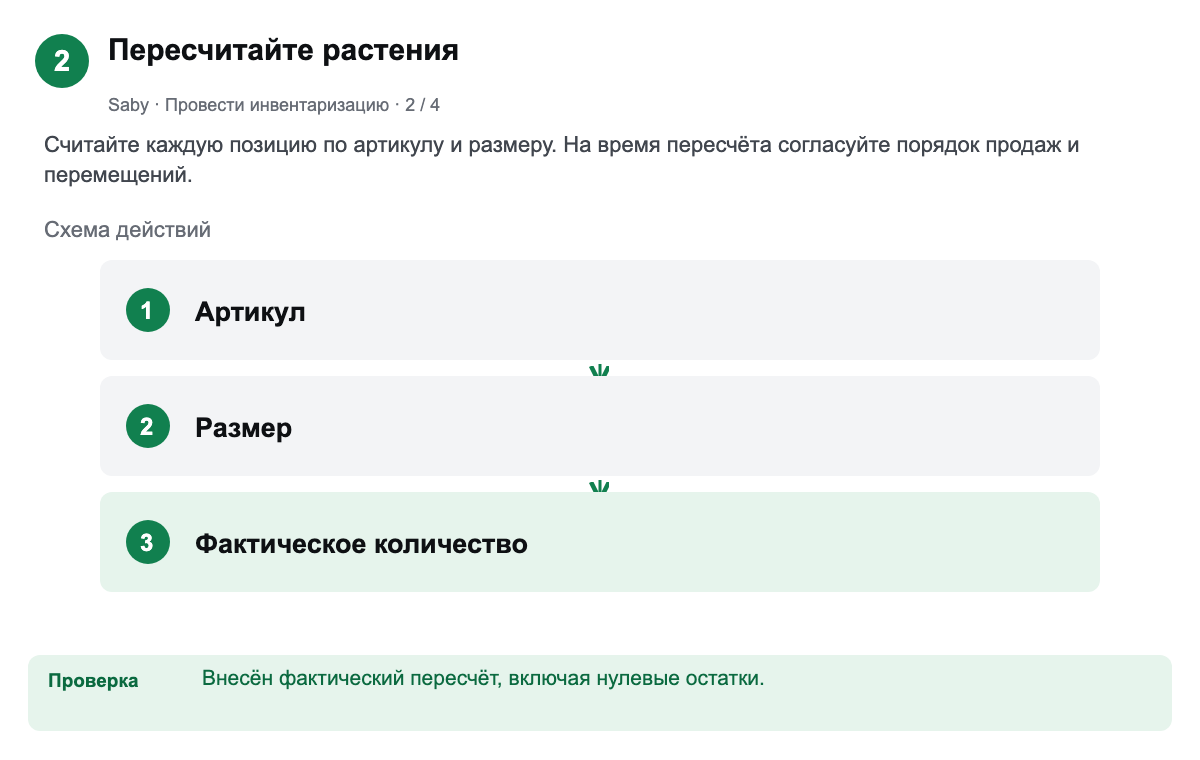 2
Пересчитайте растения
Saby · Провести инвентаризацию · 2 / 4
Считайте каждую позицию по артикулу и размеру. На время пересчёта согласуйте порядок продаж и
перемещений.
Схема действий
1 Артикул
2 Размер
3 Фактическое количество
Проверка Внесён фактический пересчёт, включая нулевые остатки.